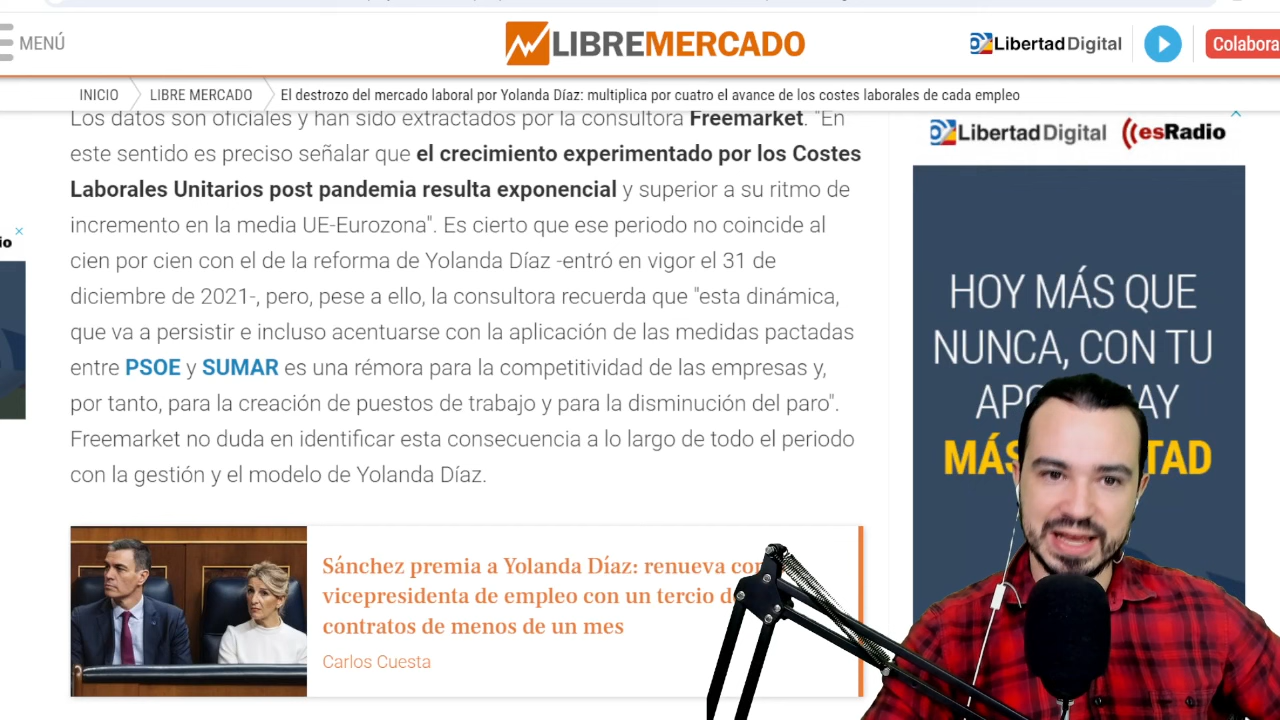 MENÚ
LIBREMERCADO
Libertad Digital
Colabora
INICIO
LIBRE MERCADO
El destrozo del mercado laboral por Yolanda Díaz: multiplica por cuatro el avance de los costes laborales de cada empleo
Los datos son oficiales y han sido extractados por la consultora Freemarket. "En
este sentido es preciso señalar que el crecimiento experimentado por los Costes
Laborales Unitarios post pandemia resulta exponencial y superior a su ritmo de
incremento en la media UE-Eurozona". Es cierto que ese periodo no coincide al
cien por cien con el de la reforma de Yolanda Díaz -entró en vigor el 31 de
diciembre de 2021-, pero, pese a ello, la consultora recuerda que "esta dinámica,
que va a persistir e incluso acentuarse con la aplicación de las medidas pactadas
entre PSOE y SUMAR es una rémora para la competitividad de las empresas y,
por tanto, para la creación de puestos de trabajo y para la disminución del paro".
Freemarket no duda en identificar esta consecuencia a lo largo de todo el periodo
con la gestión y el modelo de Yolanda Díaz.
Sánchez premia a Yolanda Díaz: renueva con
vicepresidenta de empleo con un tercio de
contratos de menos de un mes
Carlos Cuesta
io
Libertad Digital
esRadio
HOY MÁS QUE
NUNCA, CON TU